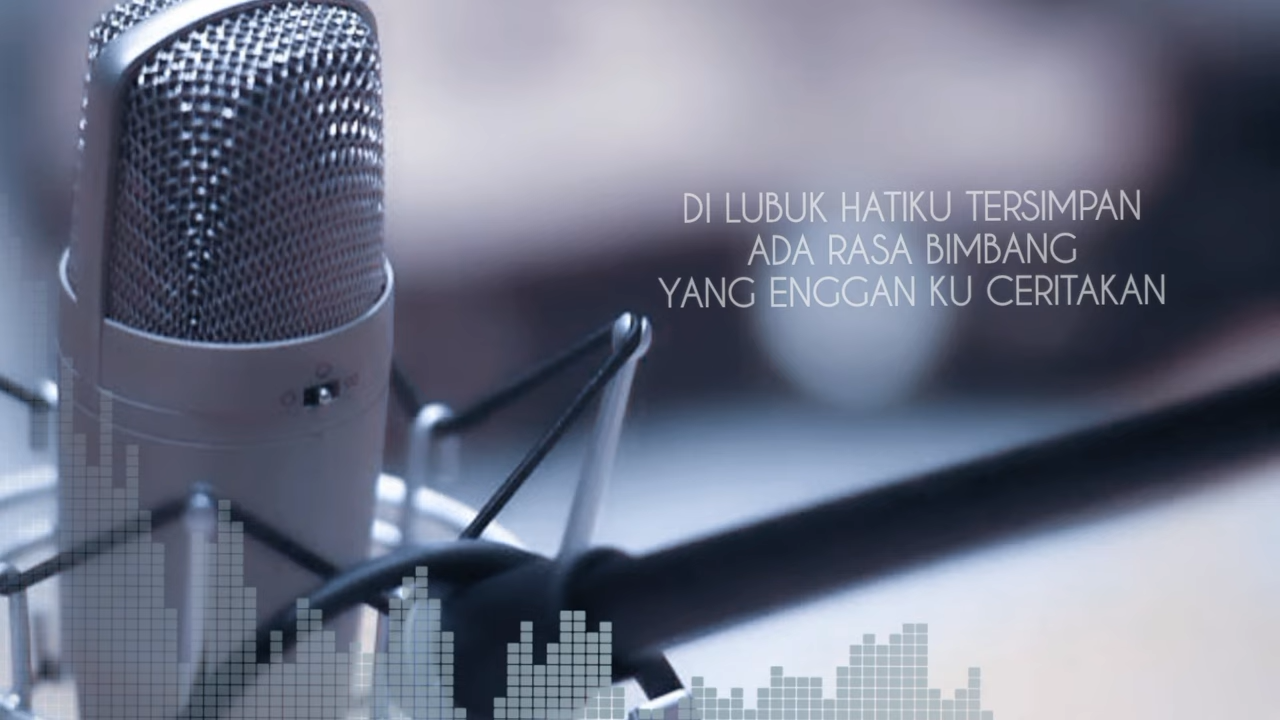 DI LUBUK HATIKU TERSIMPAN
ADA RASA BIMBANG
YANG ENGGAN KU CERITAKAN